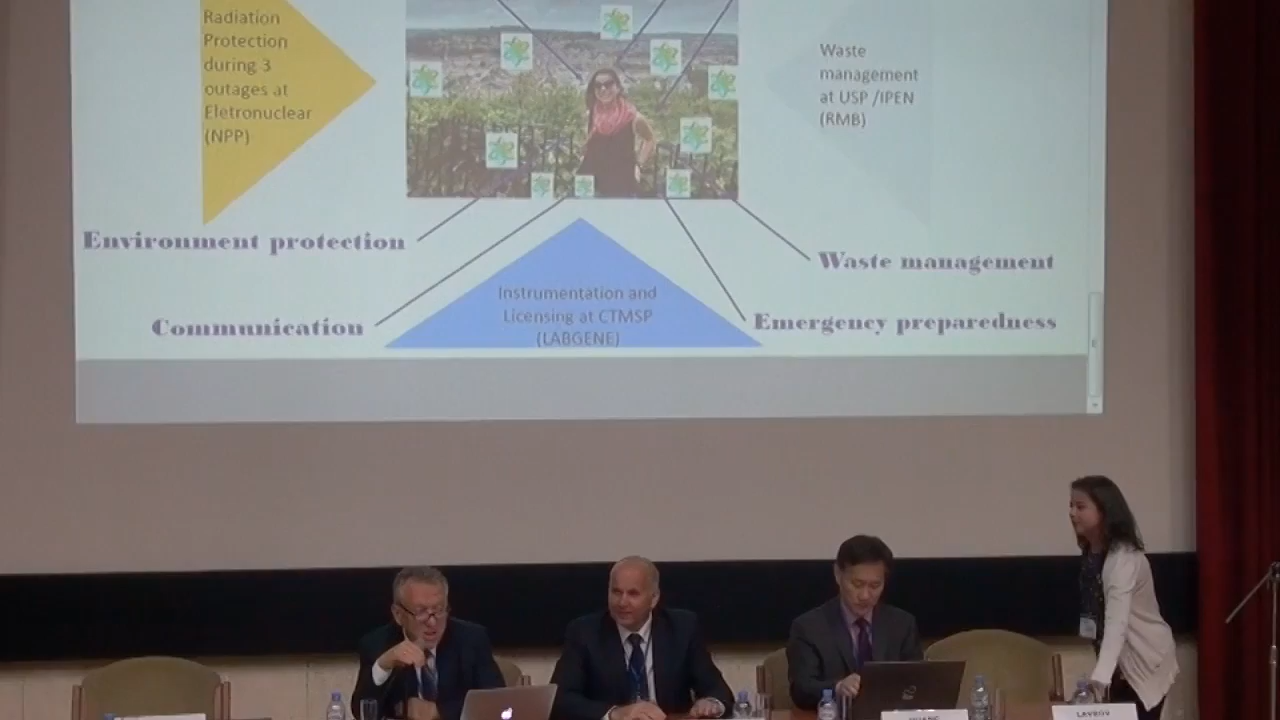 Radiation
Protection
during 3
outages at
Eletronuclear
(NPP)
Waste
management
at USP /IPEN
(RMB)
Environment protection
Waste management
Instrumentation and
Licensing at CTMSP
(LABGENE)
Communication
Emergency preparedness
HUANG
LAVROV